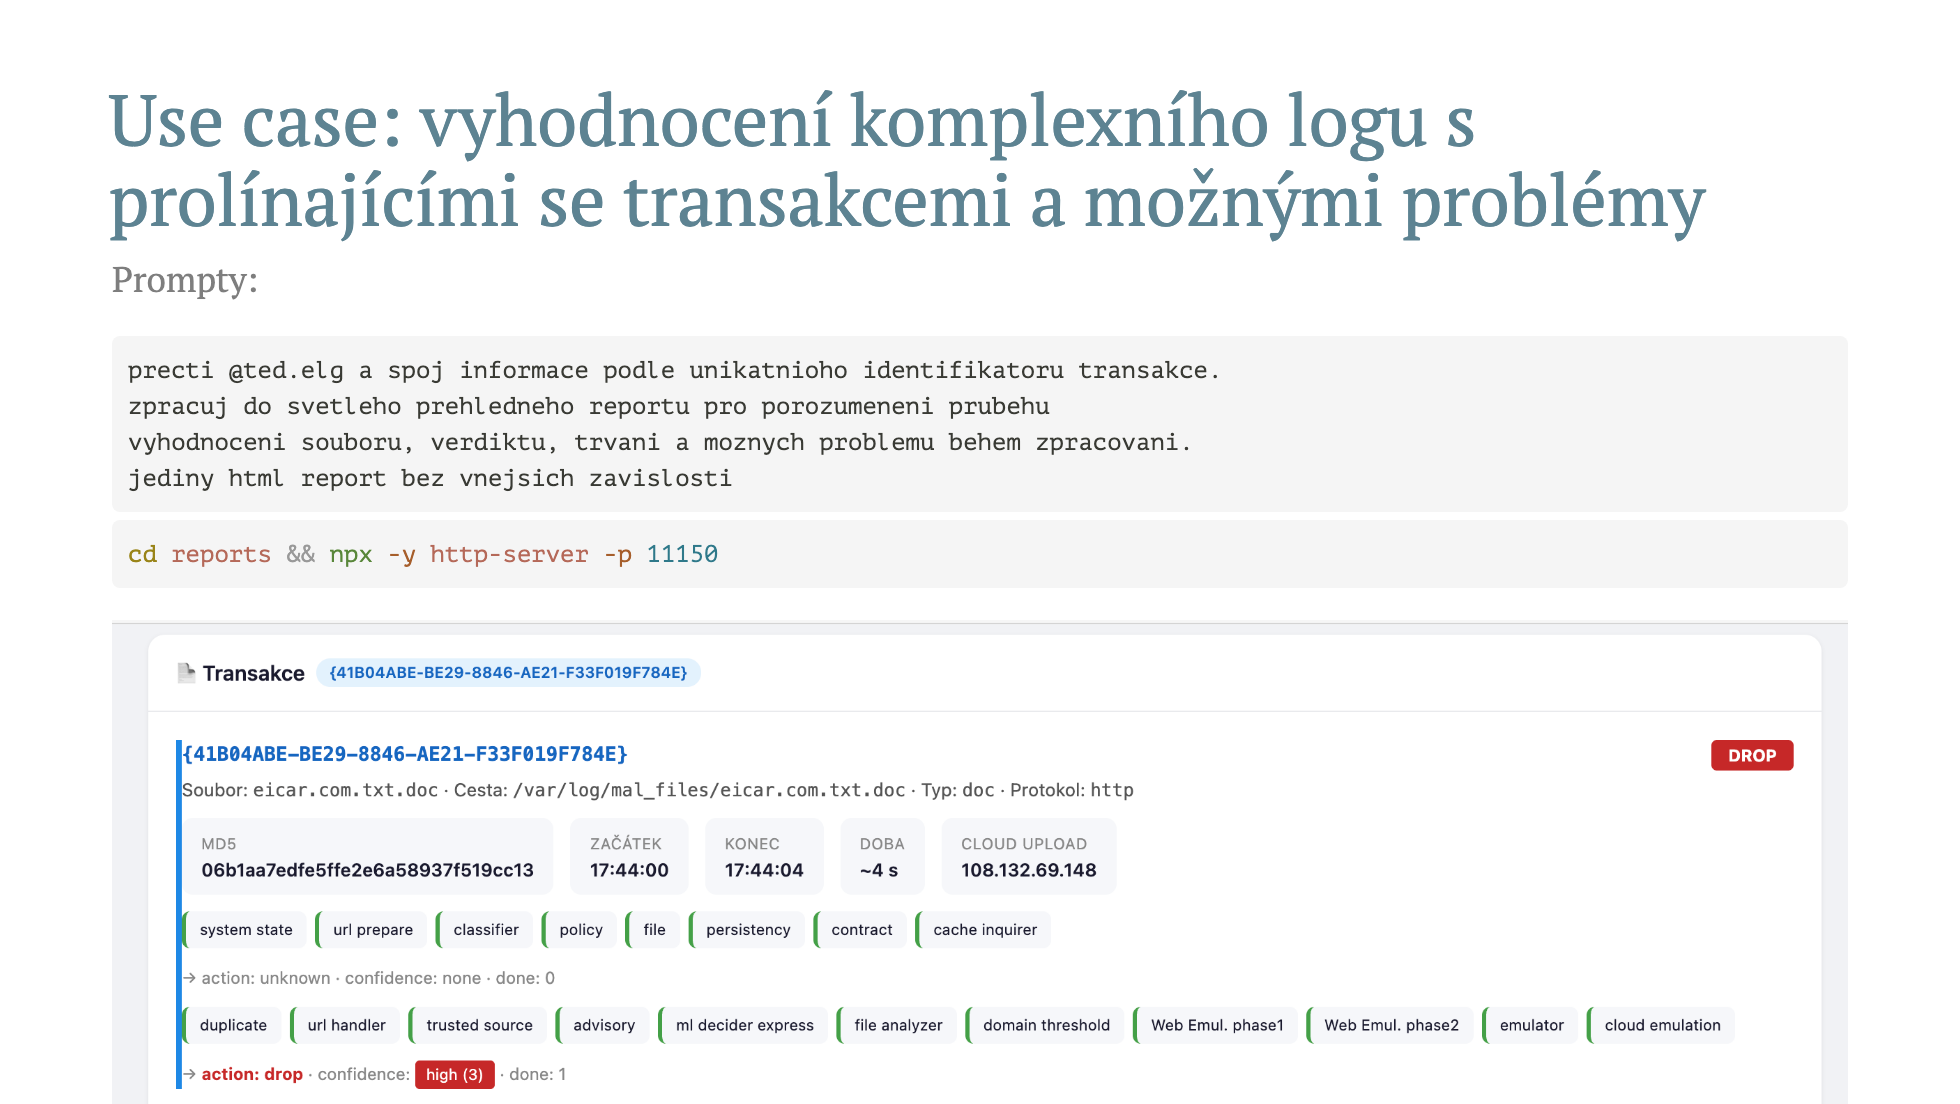 Use case: vyhodnocení komplexního logu s
prolínajícími se transakcemi a možnými problémy
Prompty:
precti @ted.elg a spoj informace podle unikatnioho identifikatoru transakce.
zpracuj do svetleho prehledneho reportu pro porozumeneni prubehu
vyhodnoceni souboru, verdiktu, trvani a moznych problemu behem zpracovani.
jediny html report bez vnejsich zavislosti
cd reports && npx -y http-server -p 11150
Transakce {41B04ABE-BE29-8846-AE21-F33F019F784E}
{41B04ABE-BE29-8846-AE21-F33F019F784E} DROP
Soubor: eicar.com.txt.doc · Cesta: /var/log/mal_files/eicar.com.txt.doc · Typ: doc · Protokol: http
MD5 ZAČÁTEK KONEC DOBA CLOUD UPLOAD
06b1aa7edfe5ffe2e6a58937f519cc13 17:44:00 17:44:04 ~4 s 108.132.69.148
system state url prepare classifier policy file persistency contract cache inquirer
→ action: unknown · confidence: none · done: 0
duplicate url handler trusted source advisory ml decider express file analyzer domain threshold Web Emul. phase1 Web Emul. phase2 emulator cloud emulation
→ action: drop · confidence: high (3) · done: 1